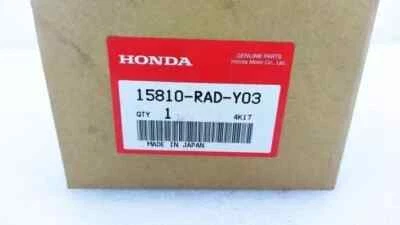 HONDA
GENUINE PARTS
Honda Motor Co., Ltd.
15810-RAD-Y03
QTY 1 4K17
MADE IN JAPAN